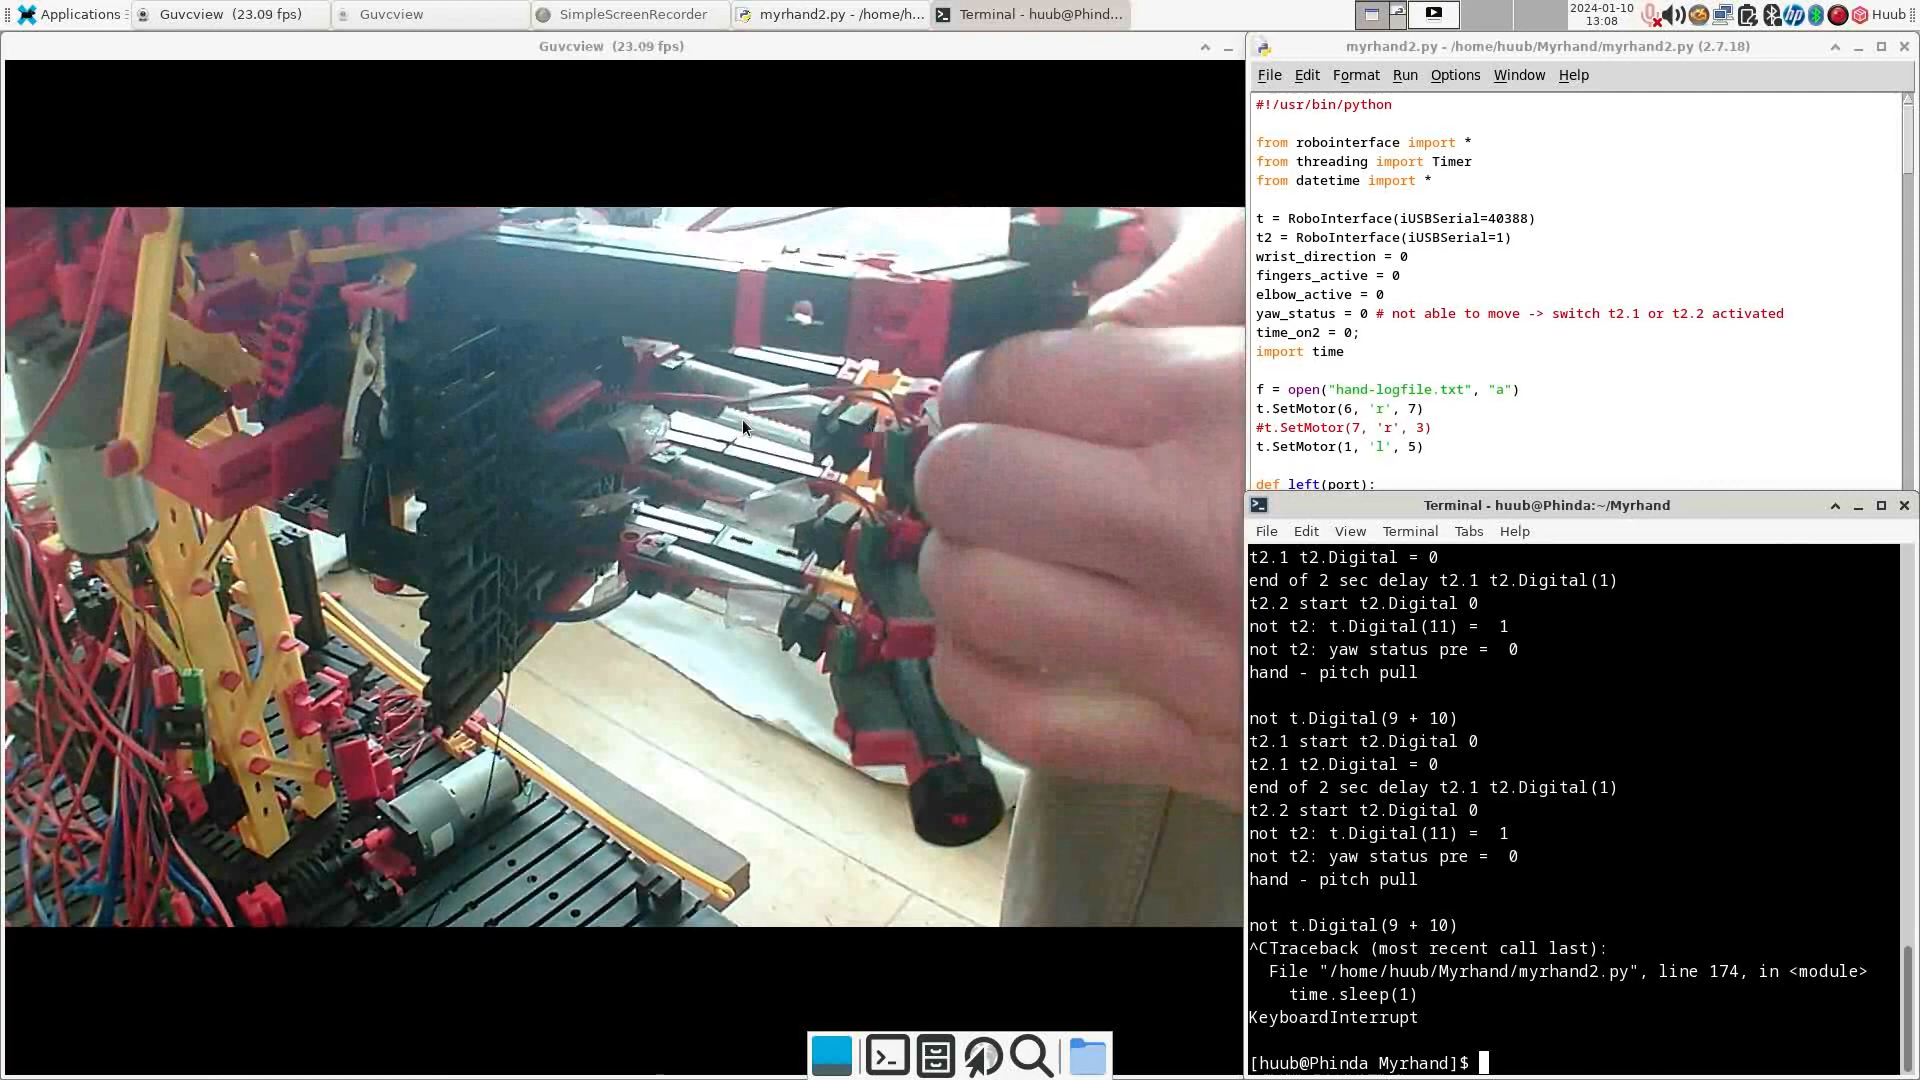 Applications
Guvcview (23.09 fps)
Guvcview
SimpleScreenRecorder
myrhand2.py - /home/h...
Terminal - huub@Phind...
2024-01-10
13:08
Huub
Guvcview (23.09 fps)
myrhand2.py - /home/huub/Myrhand/myrhand2.py (2.7.18)
File Edit Format Run Options Window Help
#!/usr/bin/python
from robointerface import *
from threading import Timer
from datetime import *
t = RoboInterface(iUSBSerial=40388)
t2 = RoboInterface(iUSBSerial=1)
wrist_direction = 0
fingers_active = 0
elbow_active = 0
yaw_status = 0 # not able to move -> switch t2.1 or t2.2 activated
time_on2 = 0;
import time
f = open("hand-logfile.txt", "a")
t.SetMotor(6, 'r', 7)
#t.SetMotor(7, 'r', 3)
t.SetMotor(1, 'l', 5)
def left(port):
Terminal - huub@Phinda:~/Myrhand
File Edit View Terminal Tabs Help
t2.1 t2.Digital = 0
end of 2 sec delay t2.1 t2.Digital(1)
t2.2 start t2.Digital 0
not t2: t.Digital(11) =  1
not t2: yaw status pre =  0
hand - pitch pull
not t.Digital(9 + 10)
t2.1 start t2.Digital 0
t2.1 t2.Digital = 0
end of 2 sec delay t2.1 t2.Digital(1)
t2.2 start t2.Digital 0
not t2: t.Digital(11) =  1
not t2: yaw status pre =  0
hand - pitch pull
not t.Digital(9 + 10)
^CTraceback (most recent call last):
  File "/home/huub/Myrhand/myrhand2.py", line 174, in <module>
    time.sleep(1)
KeyboardInterrupt
[huub@Phinda Myrhand]$